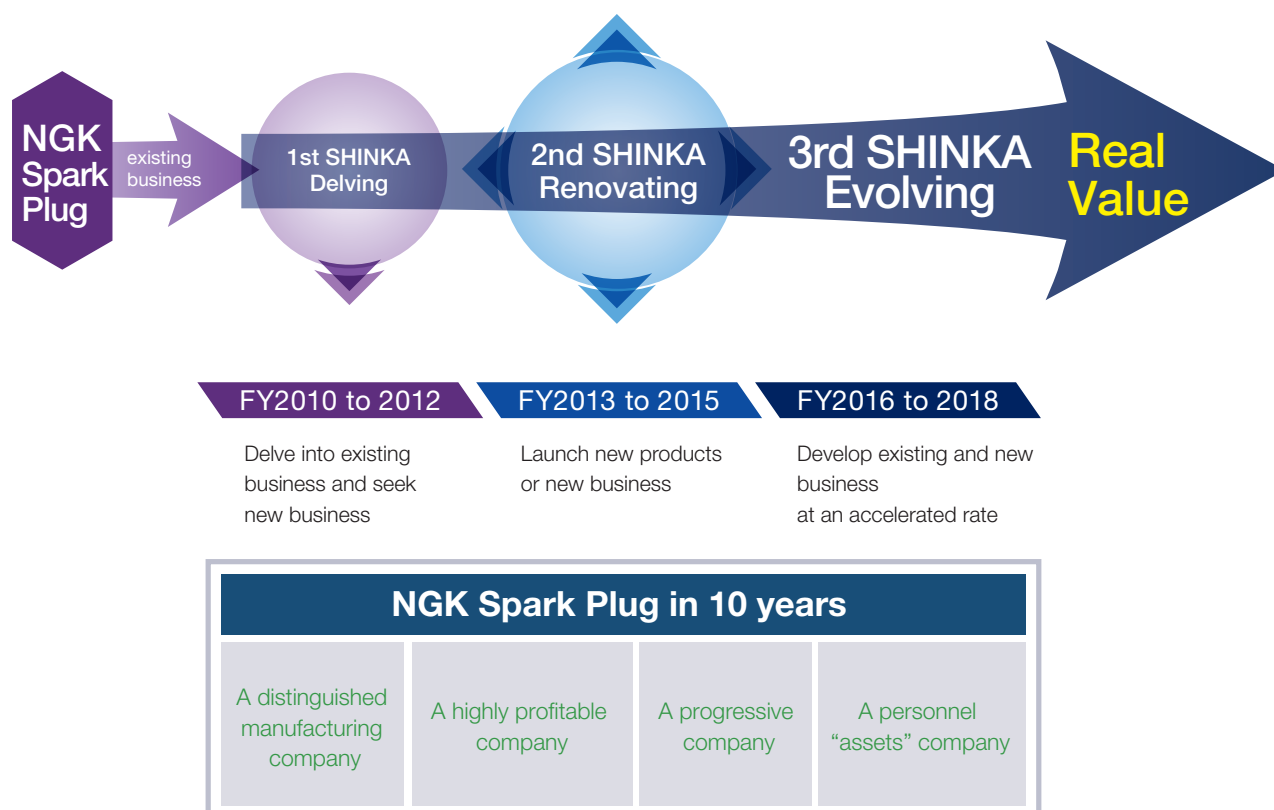 NGK
Spark
Plug
existing
business
1st SHINKA
Delving
2nd SHINKA
Renovating
3rd SHINKA
Evolving
Real
Value
FY2010 to 2012
Delve into existing
business and seek
new business
FY2013 to 2015
Launch new products
or new business
FY2016 to 2018
Develop existing and new
business
at an accelerated rate
NGK Spark Plug in 10 years
A distinguished
manufacturing
company
A highly profitable
company
A progressive
company
A personnel
“assets” company